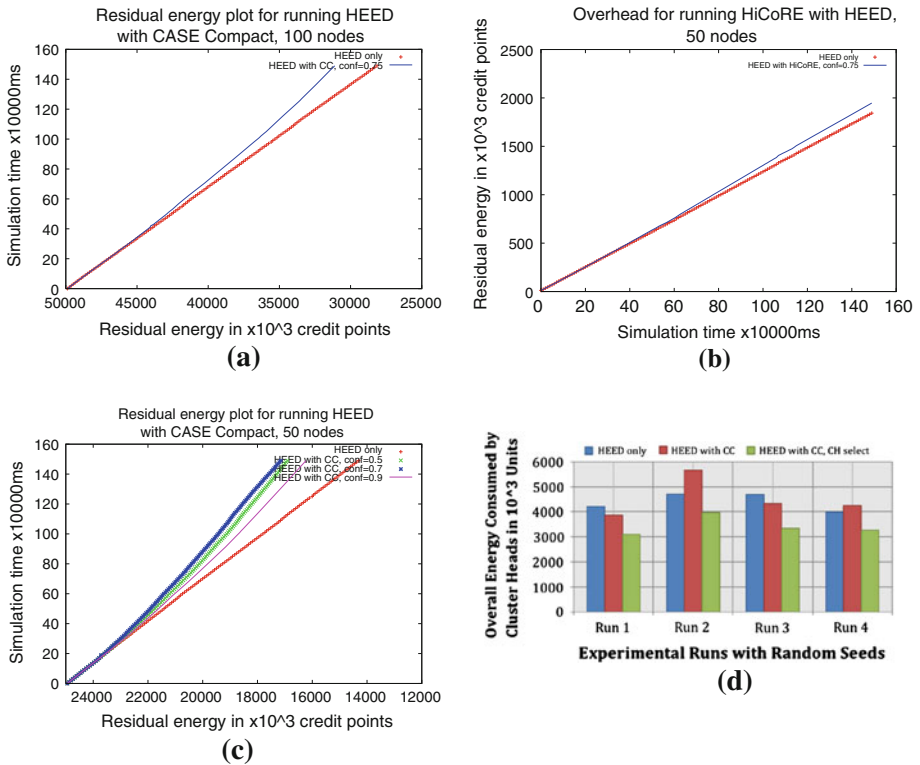 Residual energy plot for running HEED
with CASE Compact, 100 nodes
HEED only
HEED with CC, conf=0.75
Simulation time x10000ms
160
140
120
100
80
60
40
20
0
50000 45000 40000 35000 30000 25000
Residual energy in x10^3 credit points
(a)
Overhead for running HiCoRE with HEED,
50 nodes
HEED only
HEED with HiCoRE, conf=0.75
Residual energy in x10^3 credit points
2500
2000
1500
1000
500
0
0 20 40 60 80 100 120 140 160
Simulation time x10000ms
(b)
Residual energy plot for running HEED
with CASE Compact, 50 nodes
HEED only
HEED with CC, conf=0.5
HEED with CC, conf=0.7
HEED with CC, conf=0.9
Simulation time x10000ms
160
140
120
100
80
60
40
20
0
24000 22000 20000 18000 16000 14000 12000
Residual energy in x10^3 credit points
(c)
HEED only HEED with CC HEED with CC, CH select
Overall Energy Consumed by
Cluster Heads in 10^3 Units
6000
5000
4000
3000
2000
1000
0
Run 1 Run 2 Run 3 Run 4
Experimental Runs with Random Seeds
(d)